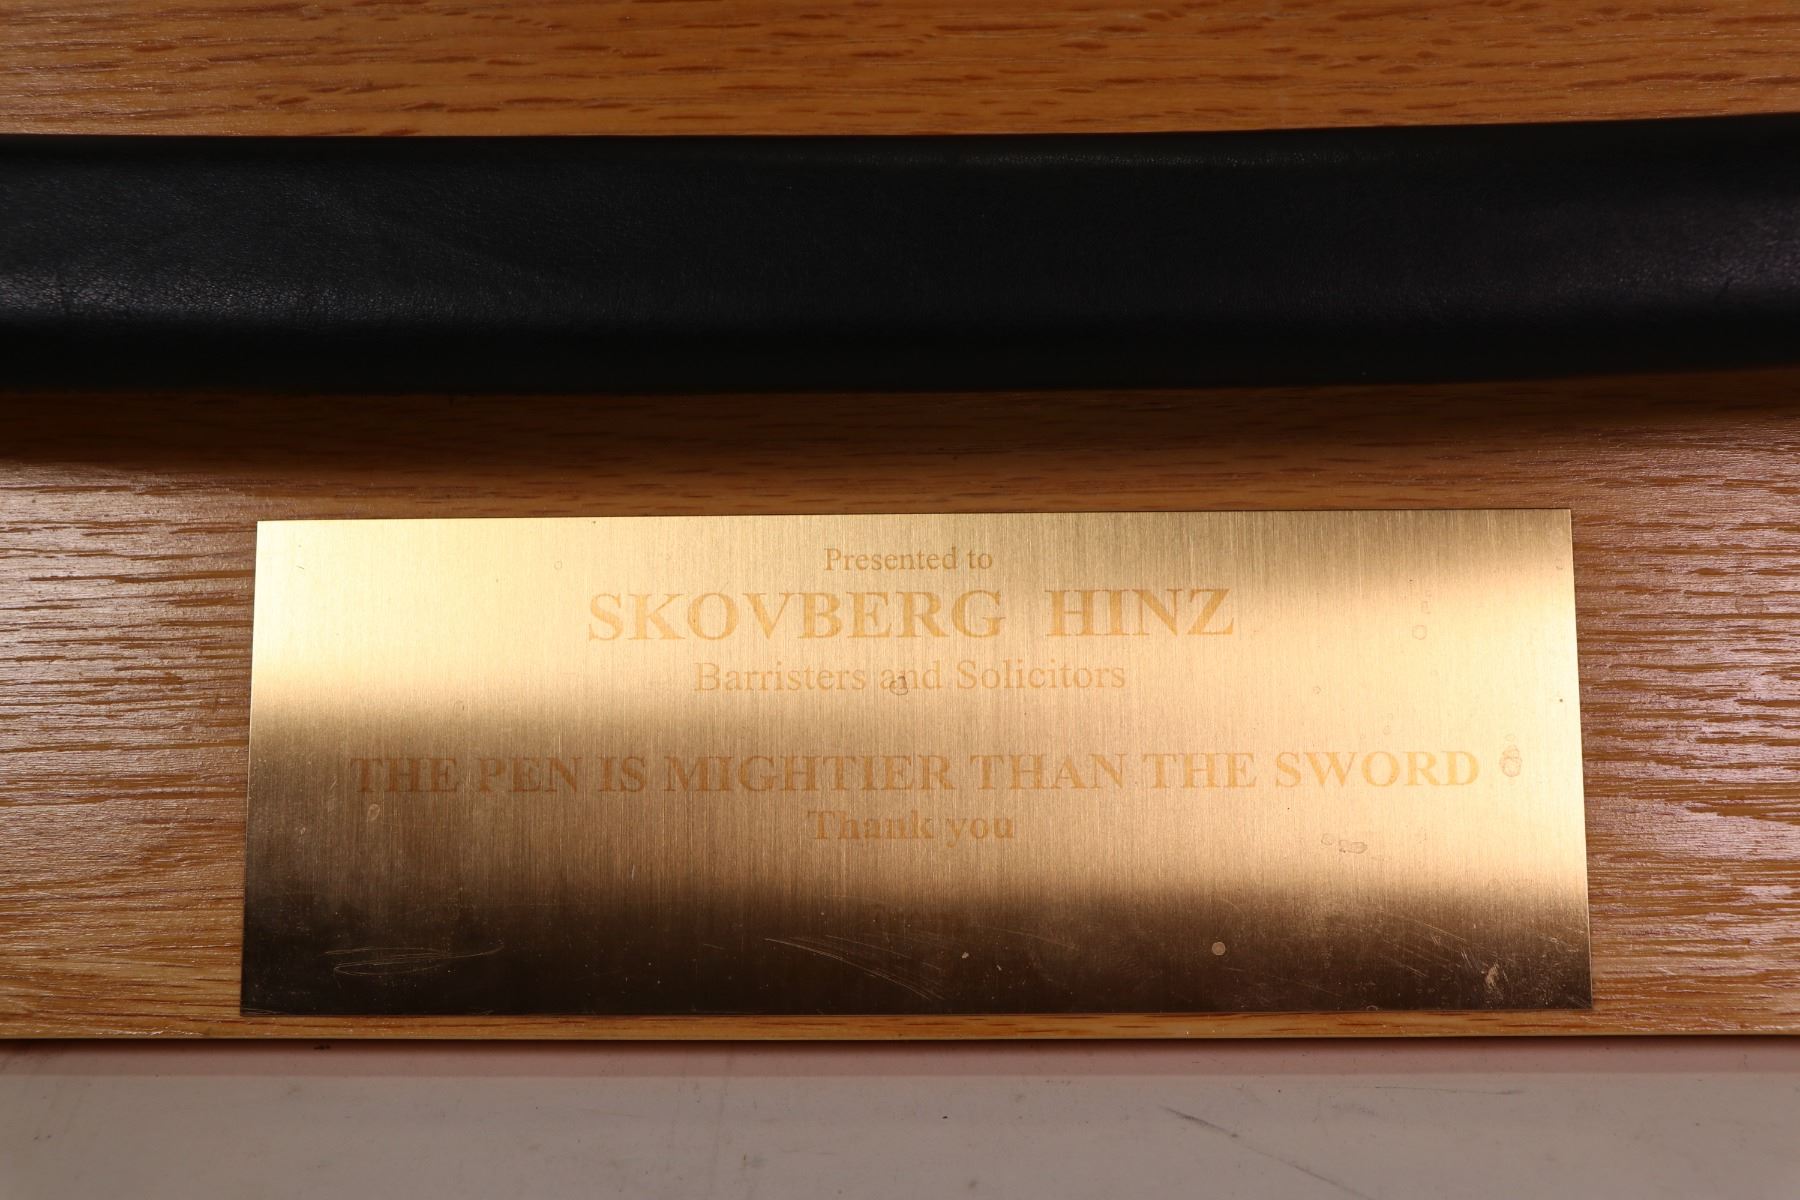 Presented to
SKOVBERG HINZ
Barristers and Solicitors
THE PEN IS MIGHTIER THAN THE SWORD
Thank you